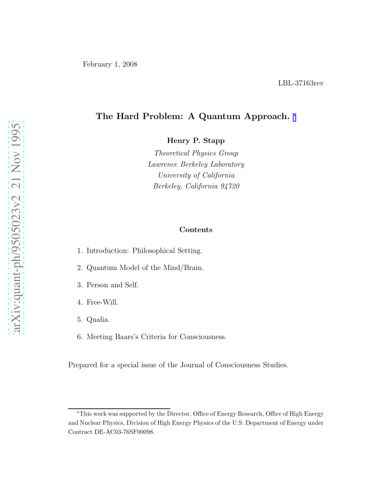 February 1, 2008
LBL-37163rev
The Hard Problem: A Quantum Approach. *
Henry P. Stapp
Theoretical Physics Group
Lawrence Berkeley Laboratory
University of California
Berkeley, California 94720
Contents
1. Introduction: Philosophical Setting.
2. Quantum Model of the Mind/Brain.
3. Person and Self.
4. Free-Will.
5. Qualia.
6. Meeting Baars's Criteria for Consciousness.
Prepared for a special issue of the Journal of Consciousness Studies.
*This work was supported by the Director, Office of Energy Research, Office of High Energy
and Nuclear Physics, Division of High Energy Physics of the U.S. Department of Energy under
Contract DE-AC03-76SF00098.
arXiv:quant-ph/9505023v2 21 Nov 1995